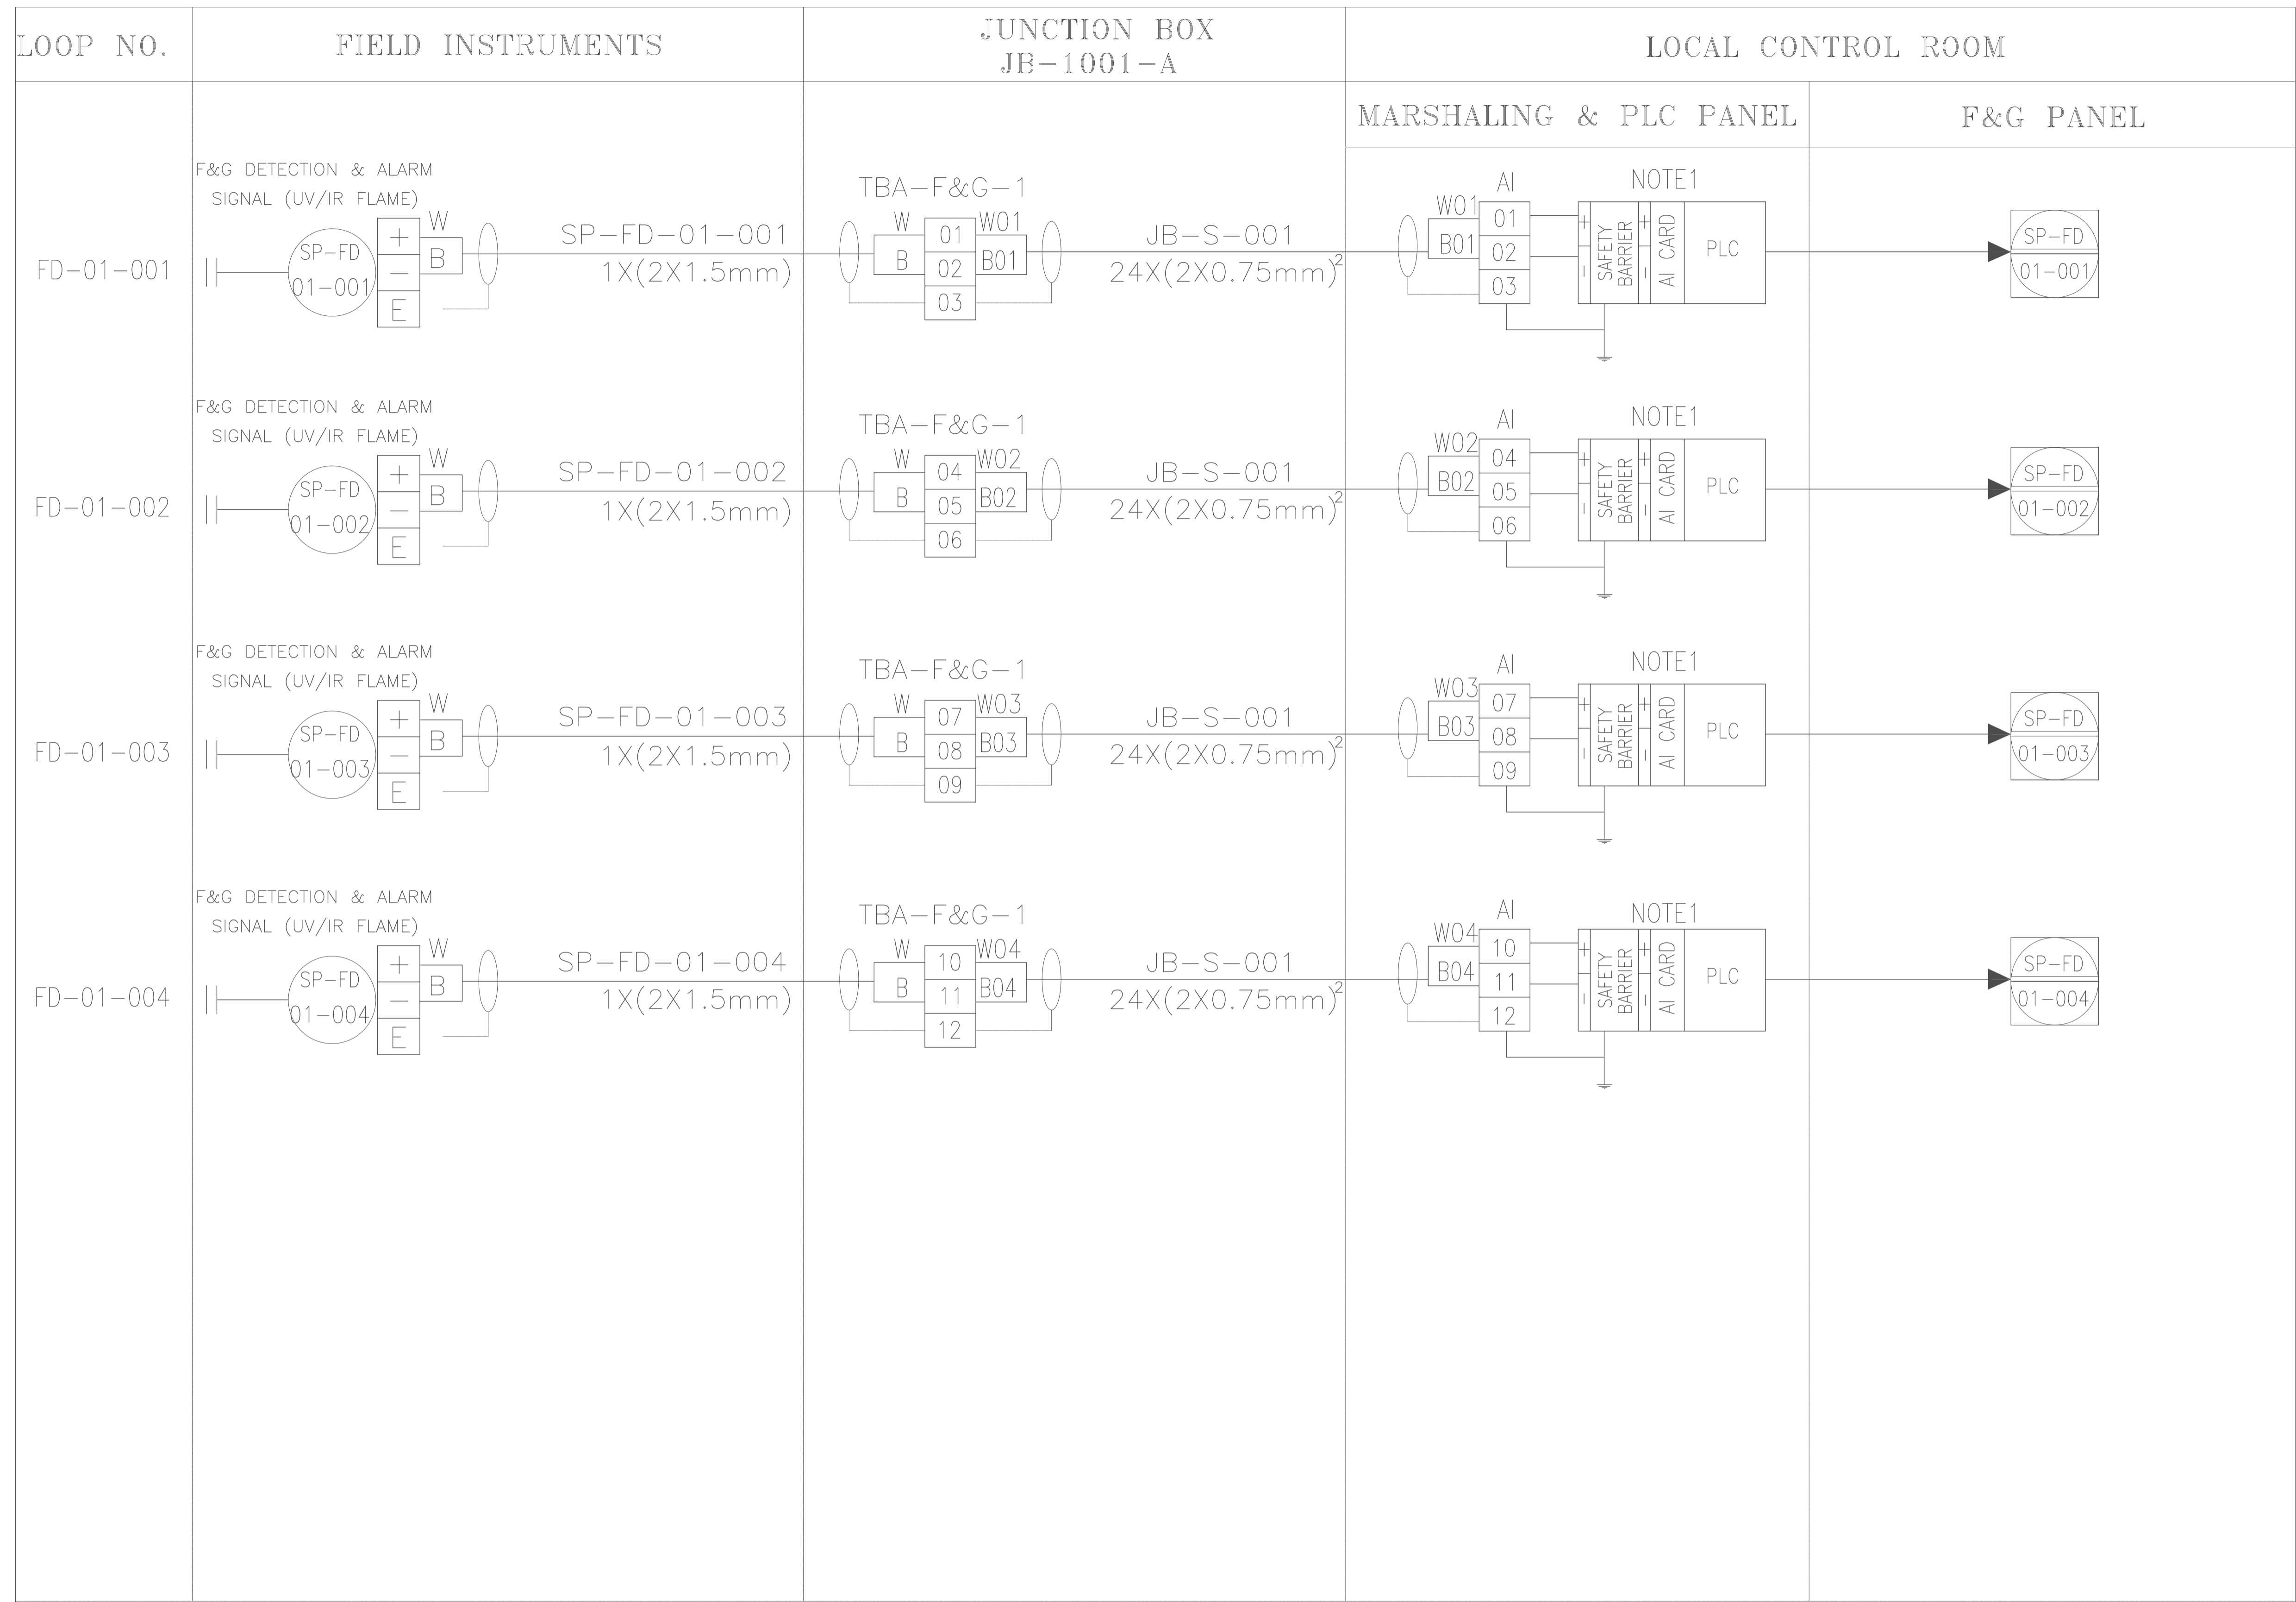 LOOP NO.
FIELD INSTRUMENTS
JUNCTION BOX
JB-1001-A
LOCAL CONTROL ROOM
MARSHALING & PLC PANEL
F&G PANEL
FD-01-001
F&G DETECTION & ALARM
SIGNAL (UV/IR FLAME)
SP-FD
01-001
+
-
E
W
B
SP-FD-01-001
1X(2X1.5mm)
TBA-F&G-1
W
B
01
02
03
W01
B01
JB-S-001
24X(2X0.75mm)2
W01
B01
AI
01
02
03
NOTE1
+
-
SAFETY
BARRIER
+
-
AI CARD
PLC
SP-FD
01-001
FD-01-002
F&G DETECTION & ALARM
SIGNAL (UV/IR FLAME)
SP-FD
01-002
+
-
E
W
B
SP-FD-01-002
1X(2X1.5mm)
TBA-F&G-1
W
B
04
05
06
W02
B02
JB-S-001
24X(2X0.75mm)2
W02
B02
AI
04
05
06
NOTE1
+
-
SAFETY
BARRIER
+
-
AI CARD
PLC
SP-FD
01-002
FD-01-003
F&G DETECTION & ALARM
SIGNAL (UV/IR FLAME)
SP-FD
01-003
+
-
E
W
B
SP-FD-01-003
1X(2X1.5mm)
TBA-F&G-1
W
B
07
08
09
W03
B03
JB-S-001
24X(2X0.75mm)2
W03
B03
AI
07
08
09
NOTE1
+
-
SAFETY
BARRIER
+
-
AI CARD
PLC
SP-FD
01-003
FD-01-004
F&G DETECTION & ALARM
SIGNAL (UV/IR FLAME)
SP-FD
01-004
+
-
E
W
B
SP-FD-01-004
1X(2X1.5mm)
TBA-F&G-1
W
B
10
11
12
W04
B04
JB-S-001
24X(2X0.75mm)2
W04
B04
AI
10
11
12
NOTE1
+
-
SAFETY
BARRIER
+
-
AI CARD
PLC
SP-FD
01-004